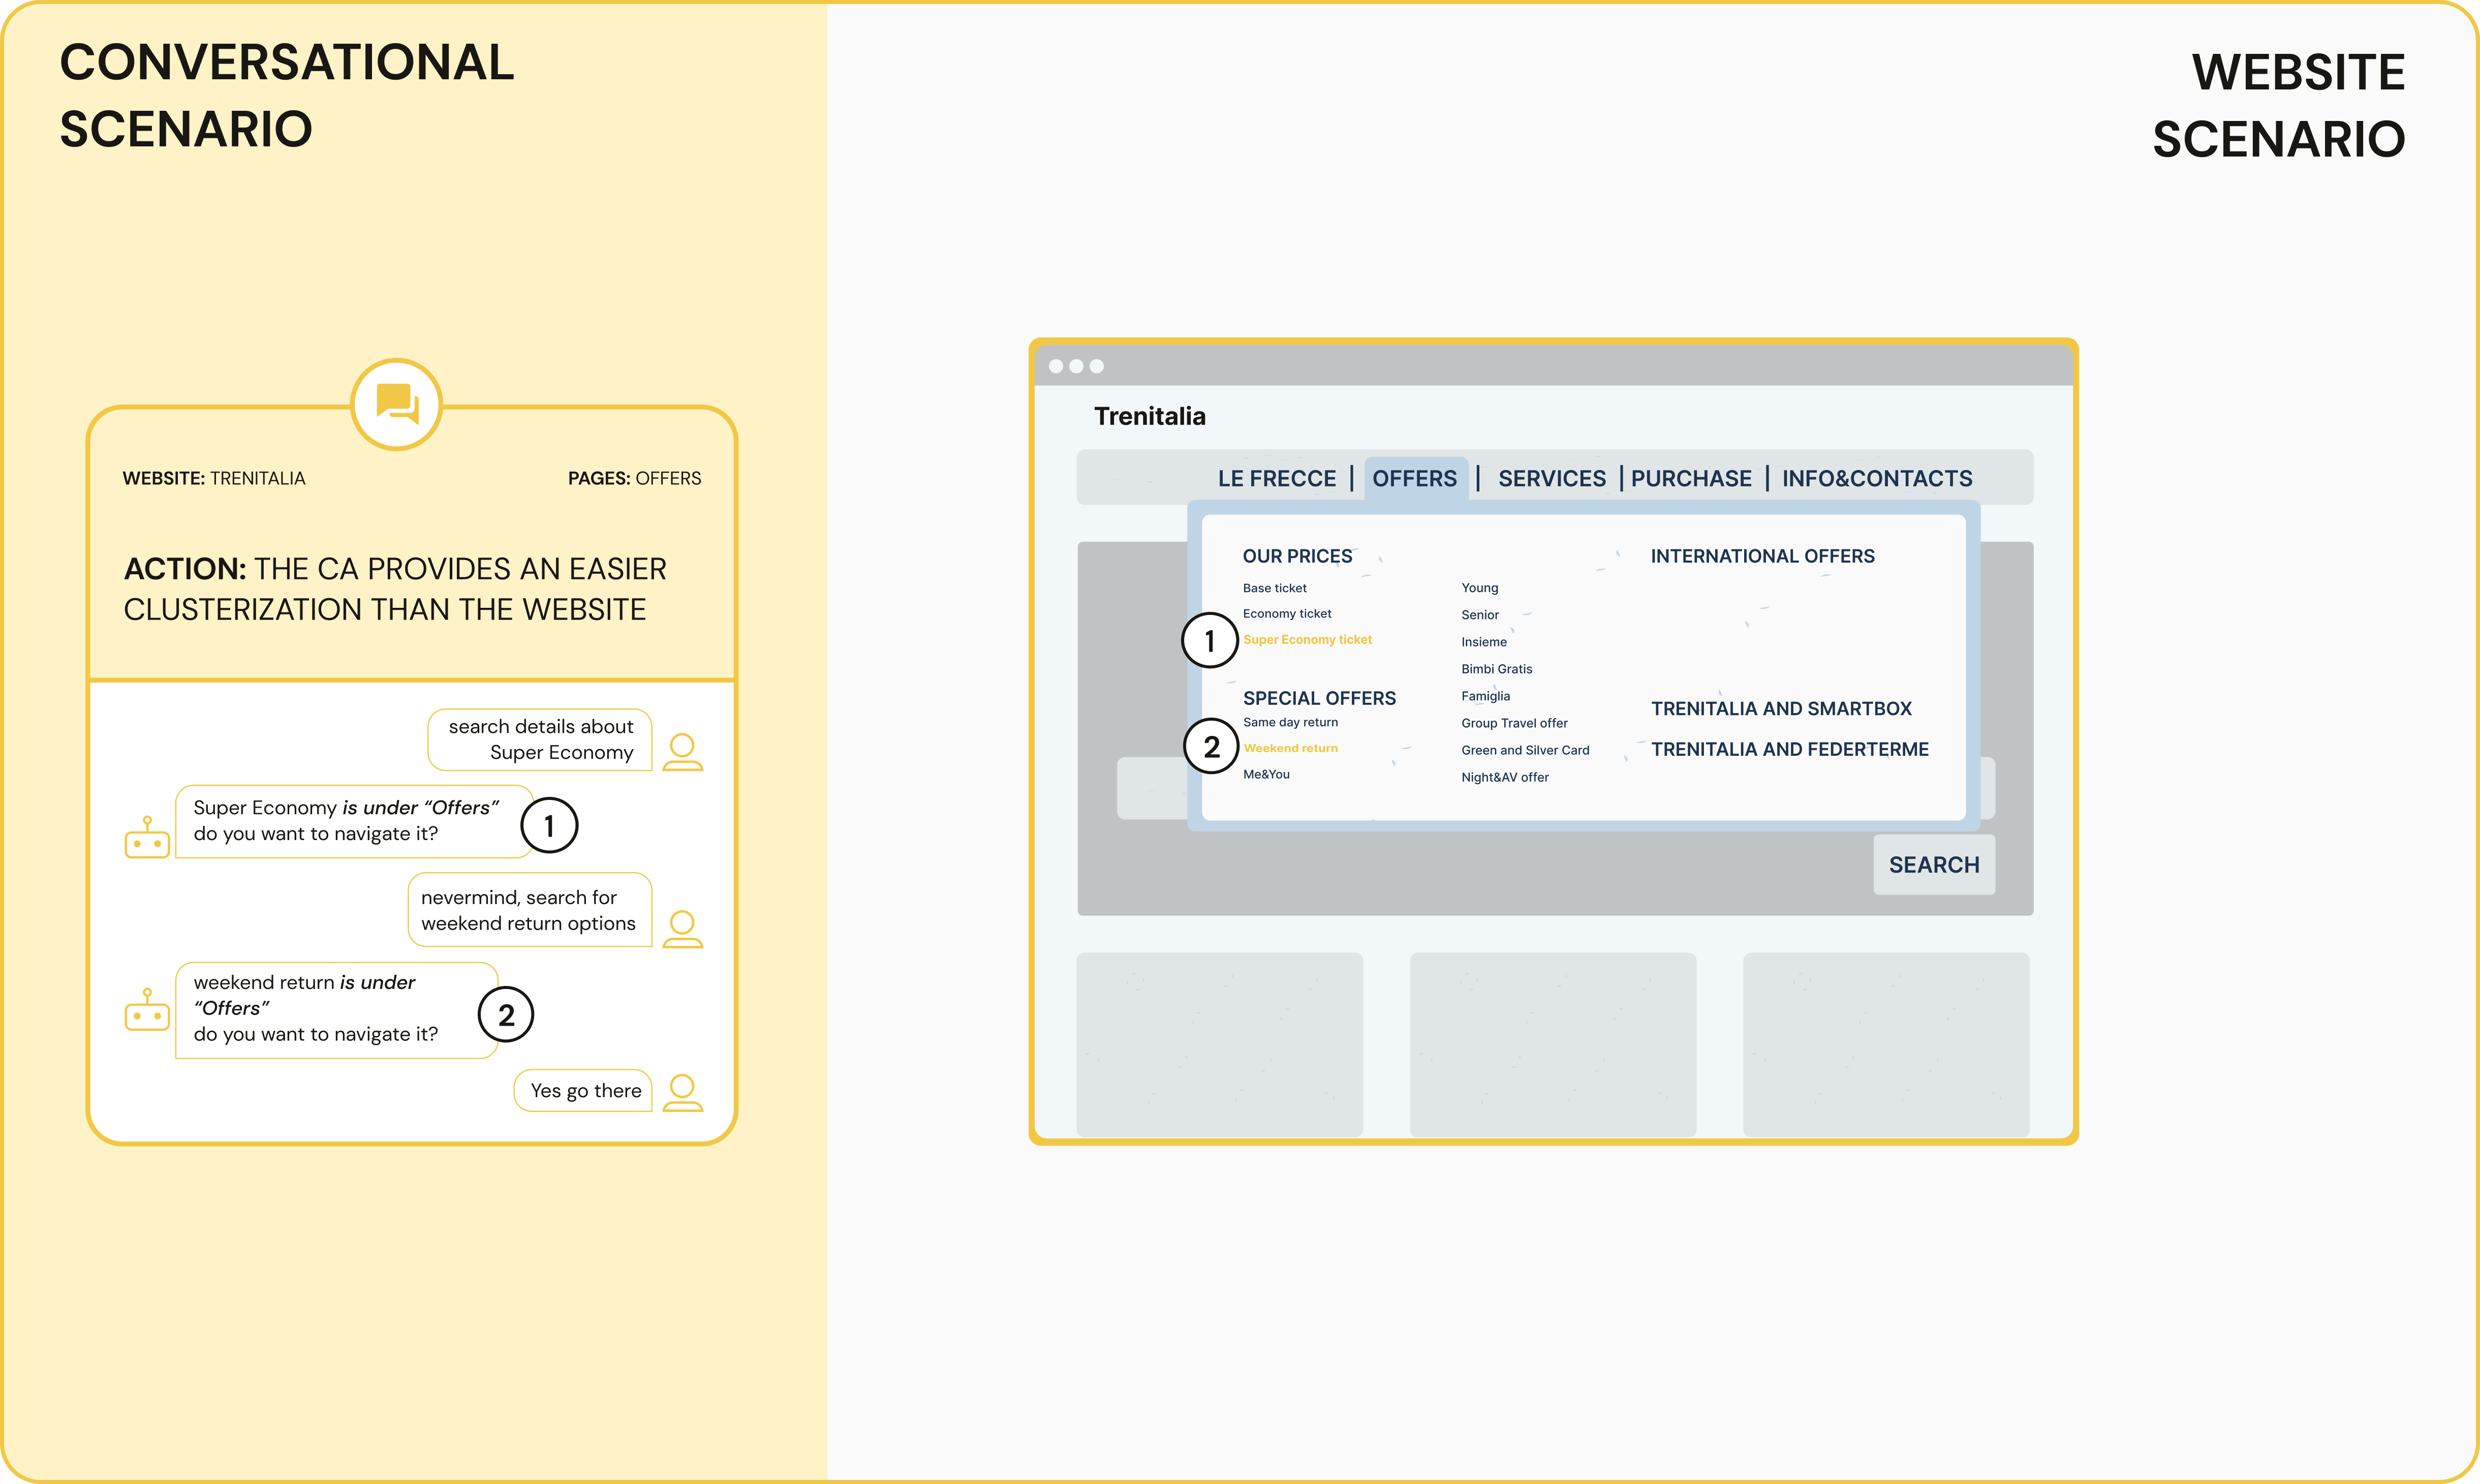 CONVERSATIONAL
SCENARIO
WEBSITE: TRENITALIA
PAGES: OFFERS
ACTION: THE CA PROVIDES AN EASIER
CLUSTERIZATION THAN THE WEBSITE
search details about
Super Economy
Super Economy is under “Offers”
do you want to navigate it?
1
nevermind, search for
weekend return options
weekend return is under
“Offers”
do you want to navigate it?
2
Yes go there
WEBSITE
SCENARIO
Trenitalia
LE FRECCE | OFFERS | SERVICES | PURCHASE | INFO&CONTACTS
OUR PRICES
Base ticket
Economy ticket
1
Super Economy ticket
SPECIAL OFFERS
Same day return
2
Weekend return
Me&You
Young
Senior
Insieme
Bimbi Gratis
Famiglia
Group Travel offer
Green and Silver Card
Night&AV offer
INTERNATIONAL OFFERS
TRENITALIA AND SMARTBOX
TRENITALIA AND FEDERTERME
SEARCH